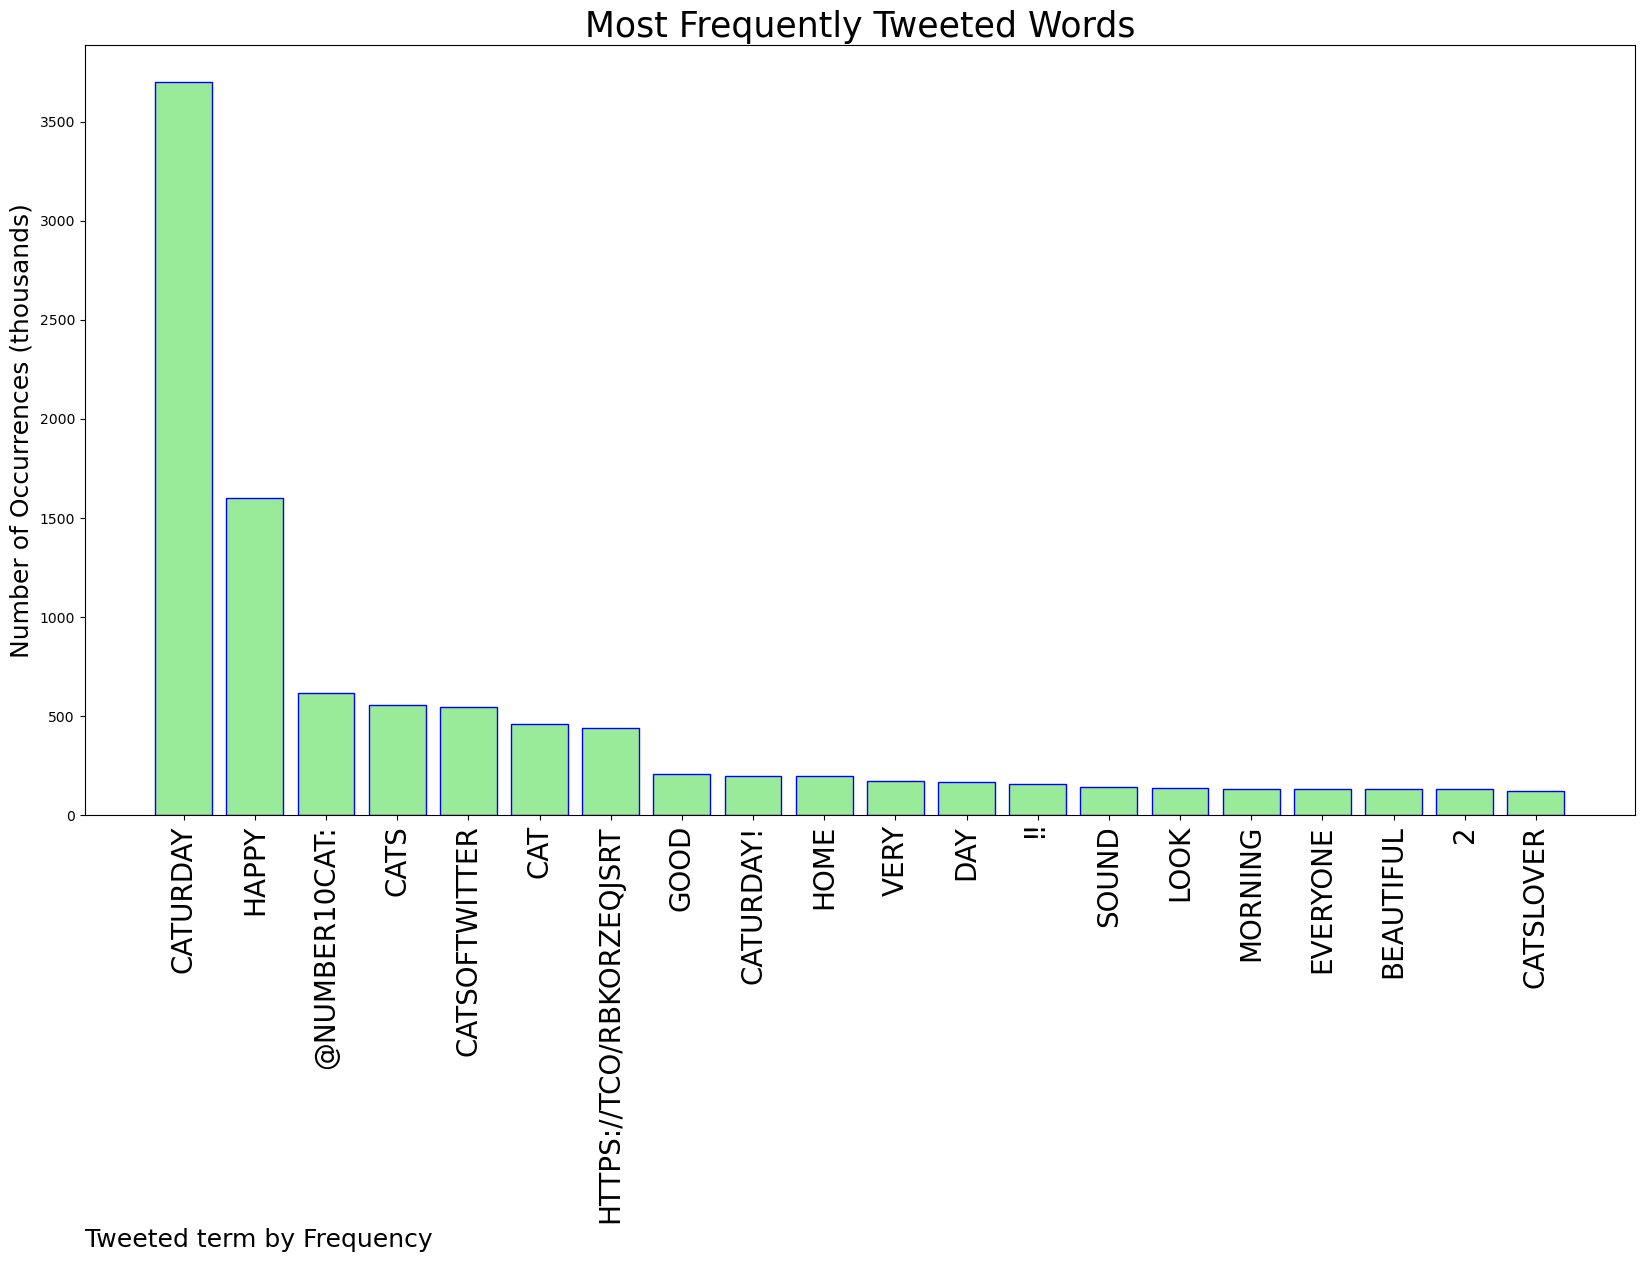 Most Frequently Tweeted Words
Number of Occurrences (thousands)
3500
3000
2500
2000
1500
1000
500
0
CATURDAY
HAPPY
@NUMBER10CAT:
CATS
CATSOFTWITTER
CAT
HTTPS://TCO/RBKORZEQJSRT
GOOD
CATURDAY!
HOME
VERY
DAY
!!
SOUND
LOOK
MORNING
EVERYONE
BEAUTIFUL
2
CATSLOVER
Tweeted term by Frequency